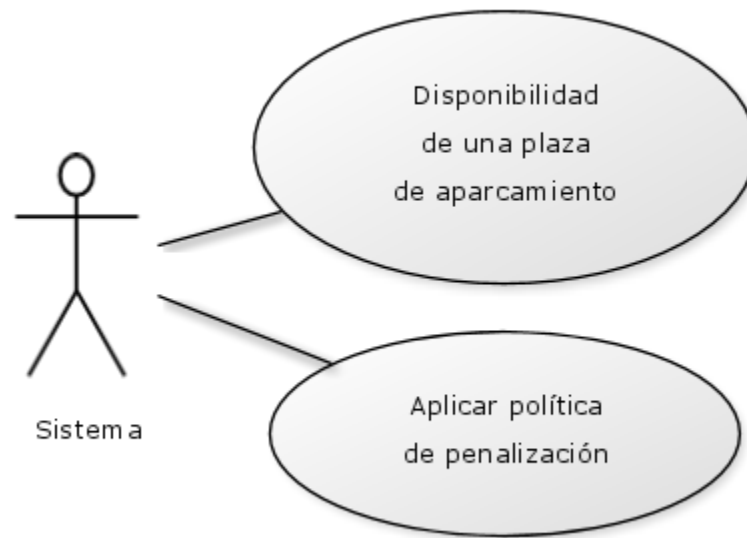 Disponibilidad
de una plaza
de aparcamiento
Sistema
Aplicar política
de penalización